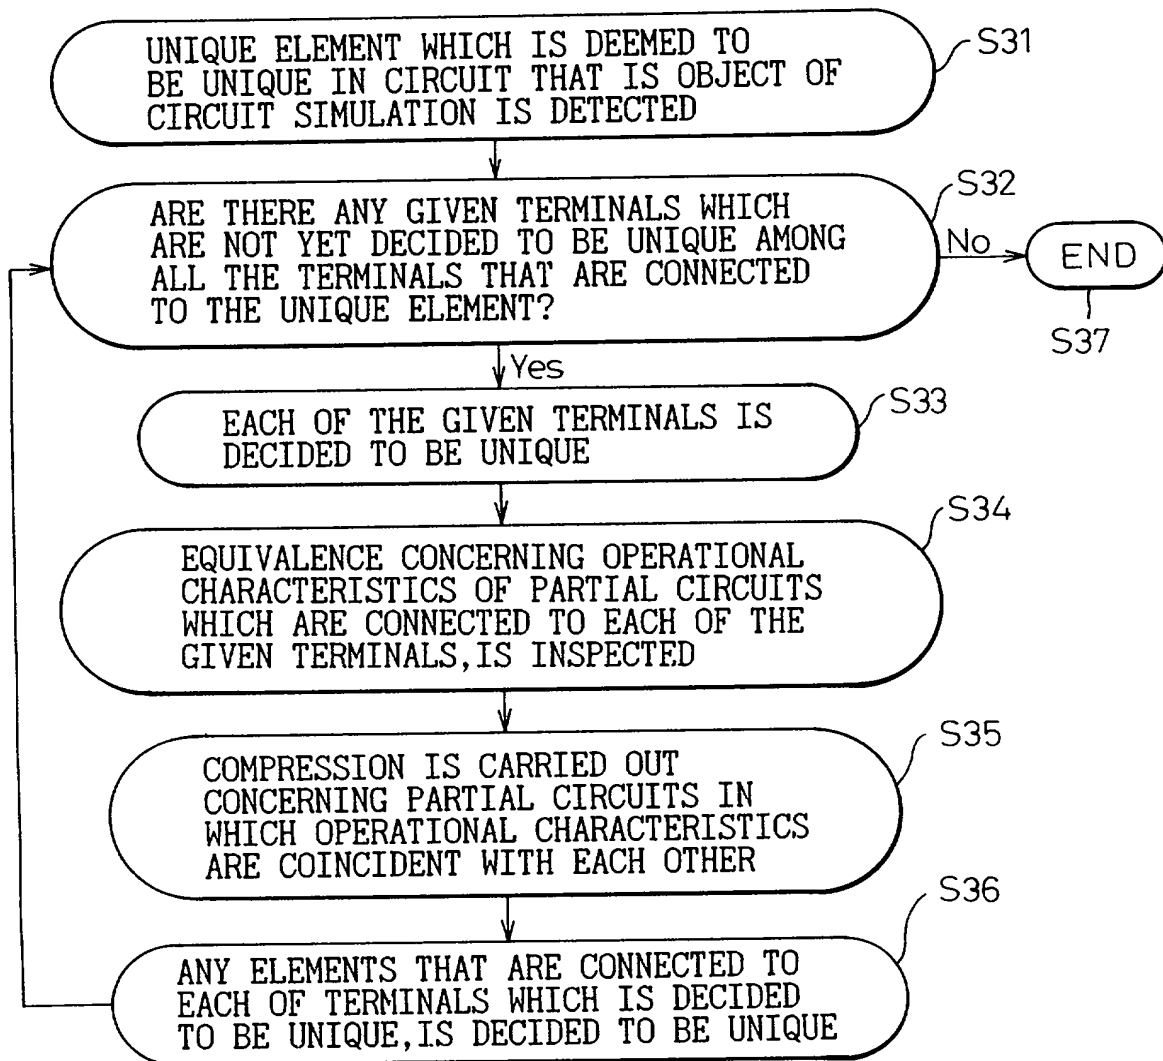 UNIQUE ELEMENT WHICH IS DEEMED TO
BE UNIQUE IN CIRCUIT THAT IS OBJECT OF
CIRCUIT SIMULATION IS DETECTED
S31
ARE THERE ANY GIVEN TERMINALS WHICH
ARE NOT YET DECIDED TO BE UNIQUE AMONG
ALL THE TERMINALS THAT ARE CONNECTED
TO THE UNIQUE ELEMENT?
S32
No
END
S37
Yes
EACH OF THE GIVEN TERMINALS IS
DECIDED TO BE UNIQUE
S33
EQUIVALENCE CONCERNING OPERATIONAL
CHARACTERISTICS OF PARTIAL CIRCUITS
WHICH ARE CONNECTED TO EACH OF THE
GIVEN TERMINALS, IS INSPECTED
S34
COMPRESSION IS CARRIED OUT
CONCERNING PARTIAL CIRCUITS IN
WHICH OPERATIONAL CHARACTERISTICS
ARE COINCIDENT WITH EACH OTHER
S35
ANY ELEMENTS THAT ARE CONNECTED TO
EACH OF TERMINALS WHICH IS DECIDED
TO BE UNIQUE, IS DECIDED TO BE UNIQUE
S36